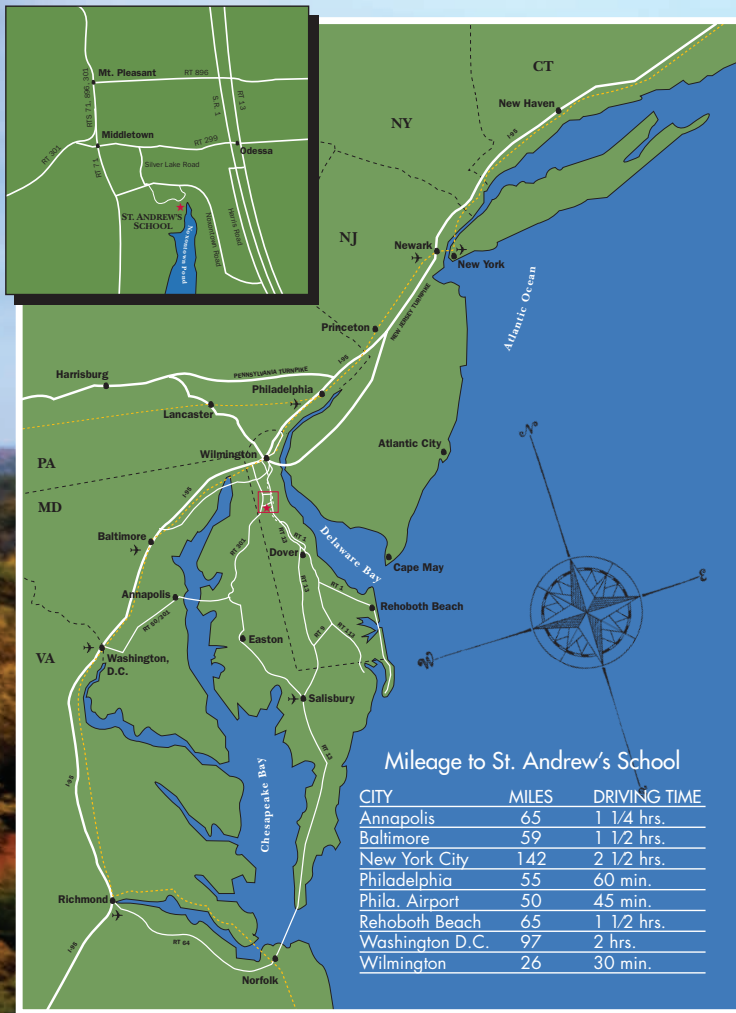 Mt. Pleasant
RT 896
RTS 71, 896, 301
S.R. 1
RT 13
Middletown
RT 299
Odessa
RT 301
RT 71
Silver Lake Road
ST. ANDREW'S
SCHOOL
Noxontown Pond
Noxontown Road
Harris Road
CT
New Haven
NY
I-95
NJ
Newark
New York
Atlantic Ocean
NEW JERSEY TURNPIKE
Princeton
I-95
PENNSYLVANIA TURNPIKE
Harrisburg
Philadelphia
Lancaster
Atlantic City
Wilmington
PA
MD
I-95
Baltimore
RT 301
RT 13
RT 1
Dover
Delaware Bay
Cape May
RT 13
RT 1
Annapolis
RT 50/301
Rehoboth Beach
RT 9
RT 113
Easton
VA
Washington,
D.C.
Salisbury
RT 13
I-95
Chesapeake Bay
Richmond
I-95
RT 64
Norfolk
N
E
W
S
Mileage to St. Andrew's School
CITY MILES DRIVING TIME
Annapolis 65 1 1/4 hrs.
Baltimore 59 1 1/2 hrs.
New York City 142 2 1/2 hrs.
Philadelphia 55 60 min.
Phila. Airport 50 45 min.
Rehoboth Beach 65 1 1/2 hrs.
Washington D.C. 97 2 hrs.
Wilmington 26 30 min.